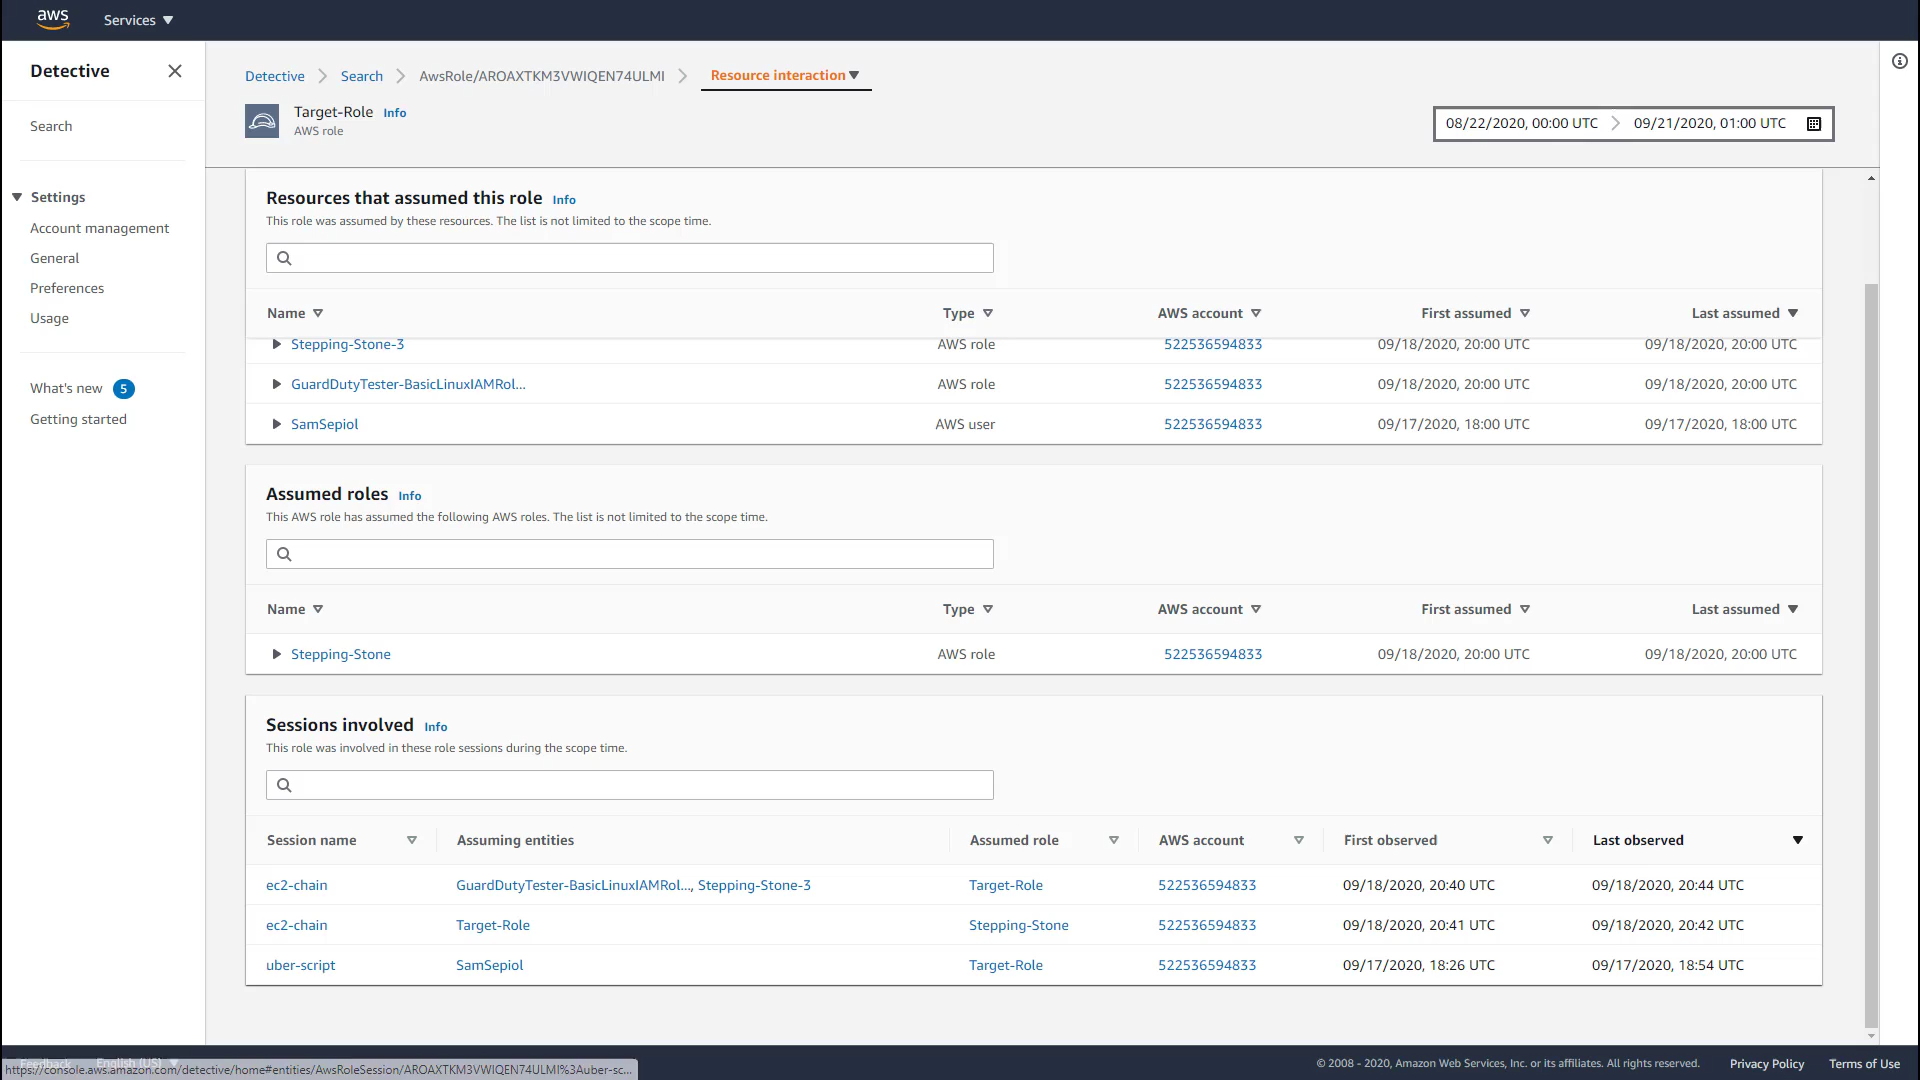 aws Services
Detective
Search
Settings
Account management
General
Preferences
Usage
What's new 5
Getting started
Detective Search AwsRole/AROAXTKM3VWIQEN74ULMI Resource interaction
Target-Role Info
AWS role
08/22/2020, 00:00 UTC 09/21/2020, 01:00 UTC
Resources that assumed this role Info
This role was assumed by these resources. The list is not limited to the scope time.
Name Type AWS account First assumed Last assumed
Stepping-Stone-3 AWS role 522536594833 09/18/2020, 20:00 UTC 09/18/2020, 20:00 UTC
GuardDutyTester-BasicLinuxIAMRol... AWS role 522536594833 09/18/2020, 20:00 UTC 09/18/2020, 20:00 UTC
SamSepiol AWS user 522536594833 09/17/2020, 18:00 UTC 09/17/2020, 18:00 UTC
Assumed roles Info
This AWS role has assumed the following AWS roles. The list is not limited to the scope time.
Name Type AWS account First assumed Last assumed
Stepping-Stone AWS role 522536594833 09/18/2020, 20:00 UTC 09/18/2020, 20:00 UTC
Sessions involved Info
This role was involved in these role sessions during the scope time.
Session name Assuming entities Assumed role AWS account First observed Last observed
ec2-chain GuardDutyTester-BasicLinuxIAMRol..., Stepping-Stone-3 Target-Role 522536594833 09/18/2020, 20:40 UTC 09/18/2020, 20:44 UTC
ec2-chain Target-Role Stepping-Stone 522536594833 09/18/2020, 20:41 UTC 09/18/2020, 20:42 UTC
uber-script SamSepiol Target-Role 522536594833 09/17/2020, 18:26 UTC 09/17/2020, 18:54 UTC
Feedback English (US)
https://console.aws.amazon.com/detective/home#entities/AwsRoleSession/AROAXTKM3VWIQEN74ULMI%3Auber-sc...
© 2008 - 2020, Amazon Web Services, Inc. or its affiliates. All rights reserved. Privacy Policy Terms of Use